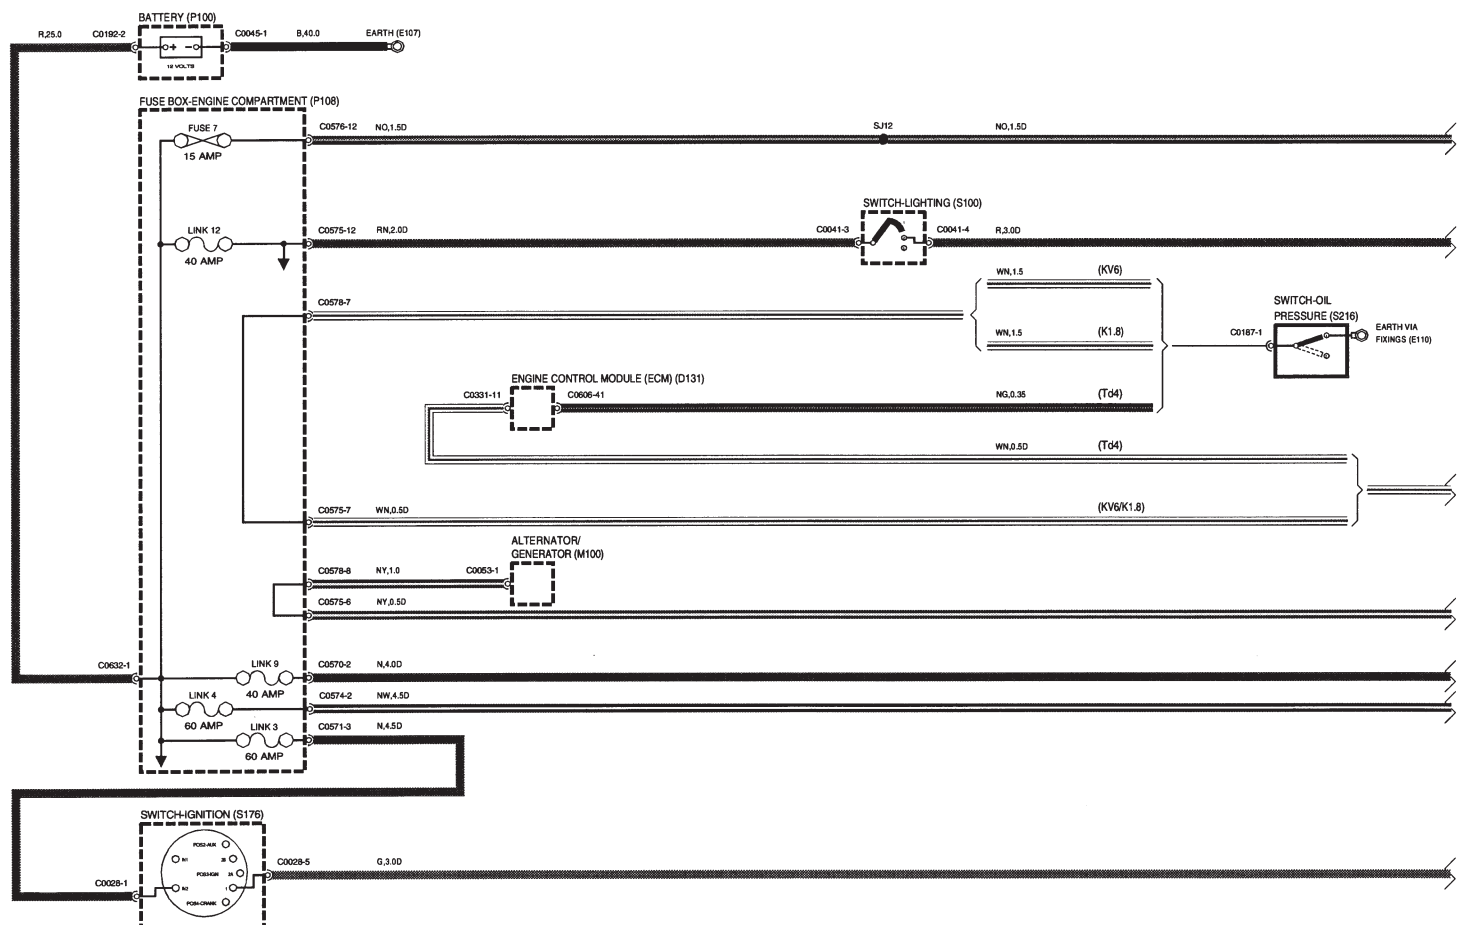 BATTERY (P100)
R,25.0 C0192-2 C0045-1 B,40.0 EARTH (E107)
+ −
12 VOLTS
FUSE BOX-ENGINE COMPARTMENT (P108)
FUSE 7 C0576-12 NO,1.5D SJ12 NO,1.5D
15 AMP
SWITCH-LIGHTING (S100)
LINK 12 C0575-12 RN,2.0D C0041-3 C0041-4 R,3.0D
40 AMP
WN,1.5 (KV6)
C0578-7
SWITCH-OIL
PRESSURE (S216)
WN,1.5 (K1.8) C0187-1 EARTH VIA
FIXINGS (E110)
ENGINE CONTROL MODULE (ECM) (D131)
C0331-11 C0606-41 NG,0.35 (Td4)
WN,0.5D (Td4)
C0575-7 WN,0.5D (KV6/K1.8)
ALTERNATOR/
GENERATOR (M100)
C0578-8 NY,1.0 C0053-1
C0575-6 NY,0.5D
C0632-1 LINK 9 C0570-2 N,4.0D
40 AMP
LINK 4 C0574-2 NW,4.5D
60 AMP
LINK 3 C0571-3 N,4.5D
60 AMP
SWITCH-IGNITION (S176)
POS2-AUX
IN1 2B
C0028-5 G,3.0D
POS3-IGN 2A
C0028-1 IN2 1
POS4-CRANK